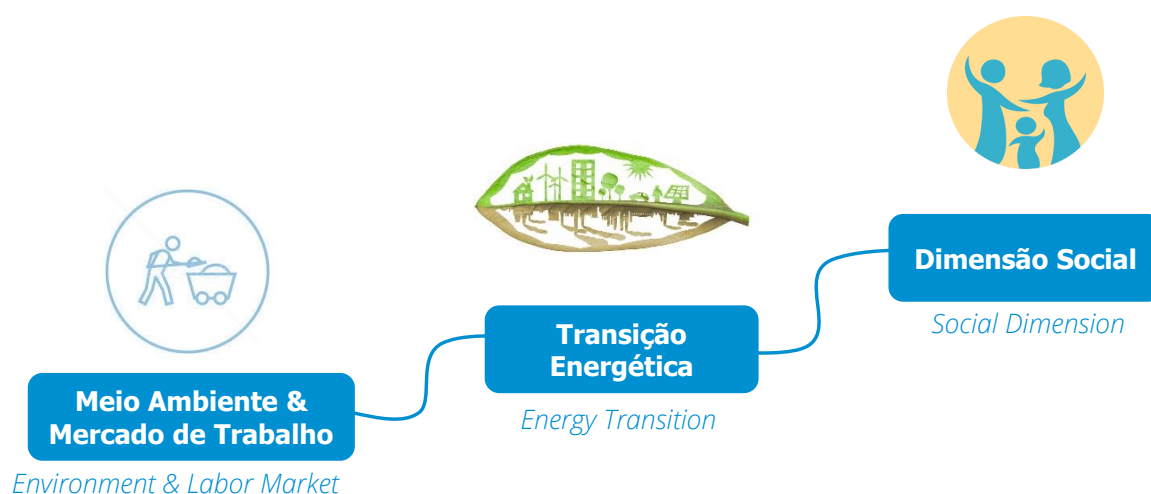 Meio Ambiente &
Mercado de Trabalho
Environment & Labor Market
Transição
Energética
Energy Transition
Dimensão Social
Social Dimension